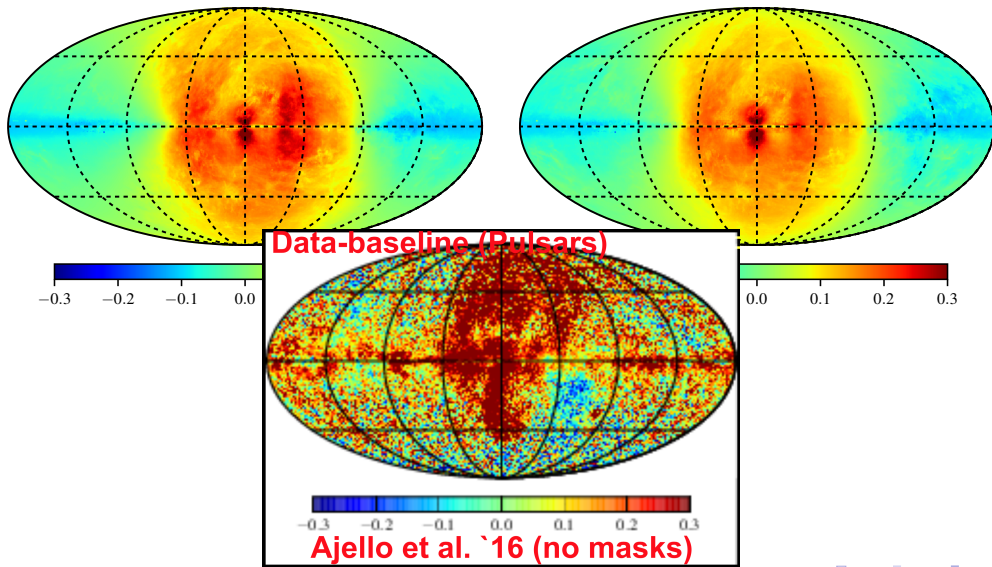 Data-baseline (Pulsars)
−0.3 −0.2 −0.1 0.0
0.0 0.1 0.2 0.3
−0.3 −0.2 −0.1 0.0 0.1 0.2 0.3
Ajello et al. `16 (no masks)